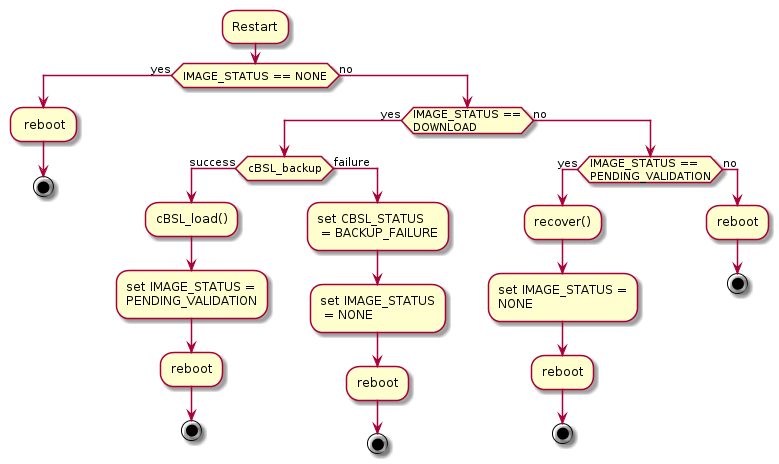 Restart
yes
IMAGE_STATUS == NONE
no
reboot
yes
IMAGE_STATUS ==
DOWNLOAD
no
success
cBSL_backup
failure
yes
IMAGE_STATUS ==
PENDING_VALIDATION
no
cBSL_load()
set CBSL_STATUS
= BACKUP_FAILURE
recover()
reboot
set IMAGE_STATUS =
PENDING_VALIDATION
set IMAGE_STATUS
= NONE
set IMAGE_STATUS =
NONE
reboot
reboot
reboot